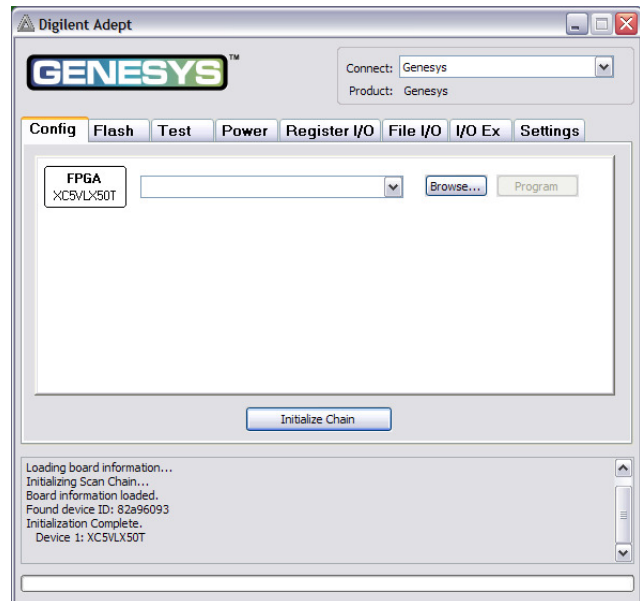 Digilent Adept
GENESYS™
Connect: Genesys
Product: Genesys
Config Flash Test Power Register I/O File I/O I/O Ex Settings
FPGA
XC5VLX50T
Browse... Program
Initialize Chain
Loading board information...
Initializing Scan Chain...
Board information loaded.
Found device ID: 82a96093
Initialization Complete.
Device 1: XC5VLX50T